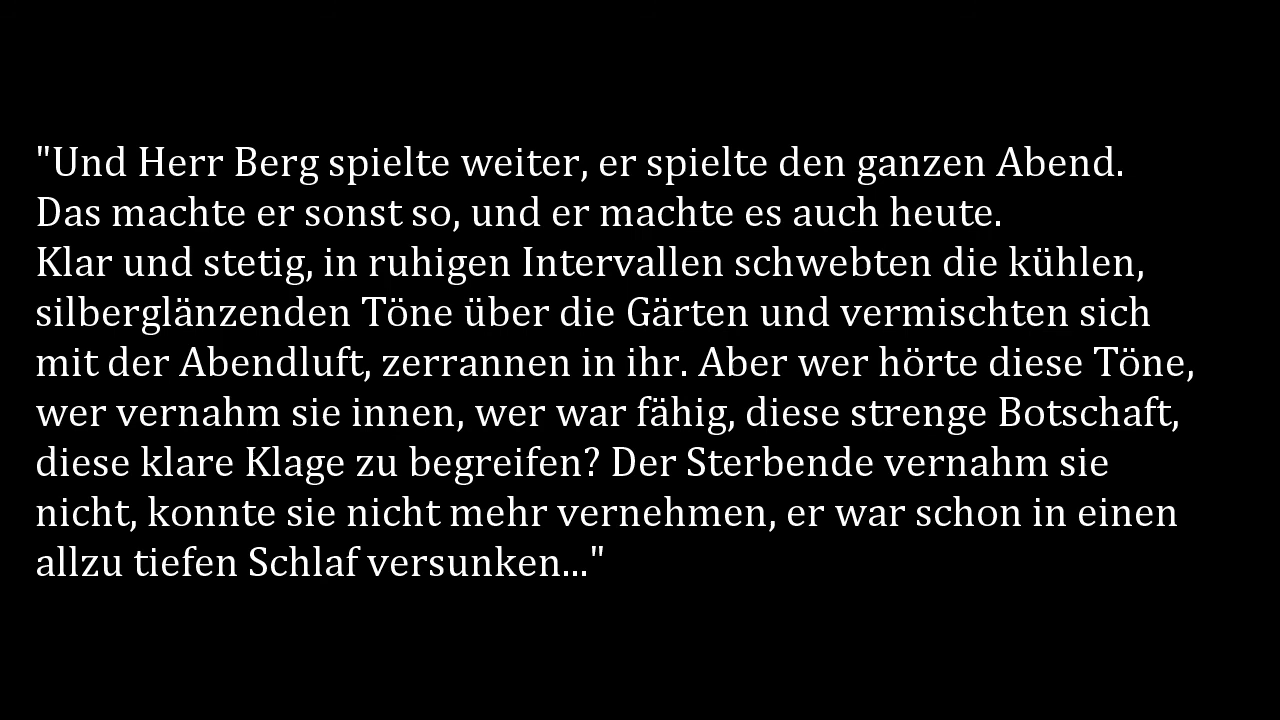 "Und Herr Berg spielte weiter, er spielte den ganzen Abend.
Das machte er sonst so, und er machte es auch heute.
Klar und stetig, in ruhigen Intervallen schwebten die kühlen,
silberglänzenden Töne über die Gärten und vermischten sich
mit der Abendluft, zerrannen in ihr. Aber wer hörte diese Töne,
wer vernahm sie innen, wer war fähig, diese strenge Botschaft,
diese klare Klage zu begreifen? Der Sterbende vernahm sie
nicht, konnte sie nicht mehr vernehmen, er war schon in einen
allzu tiefen Schlaf versunken..."